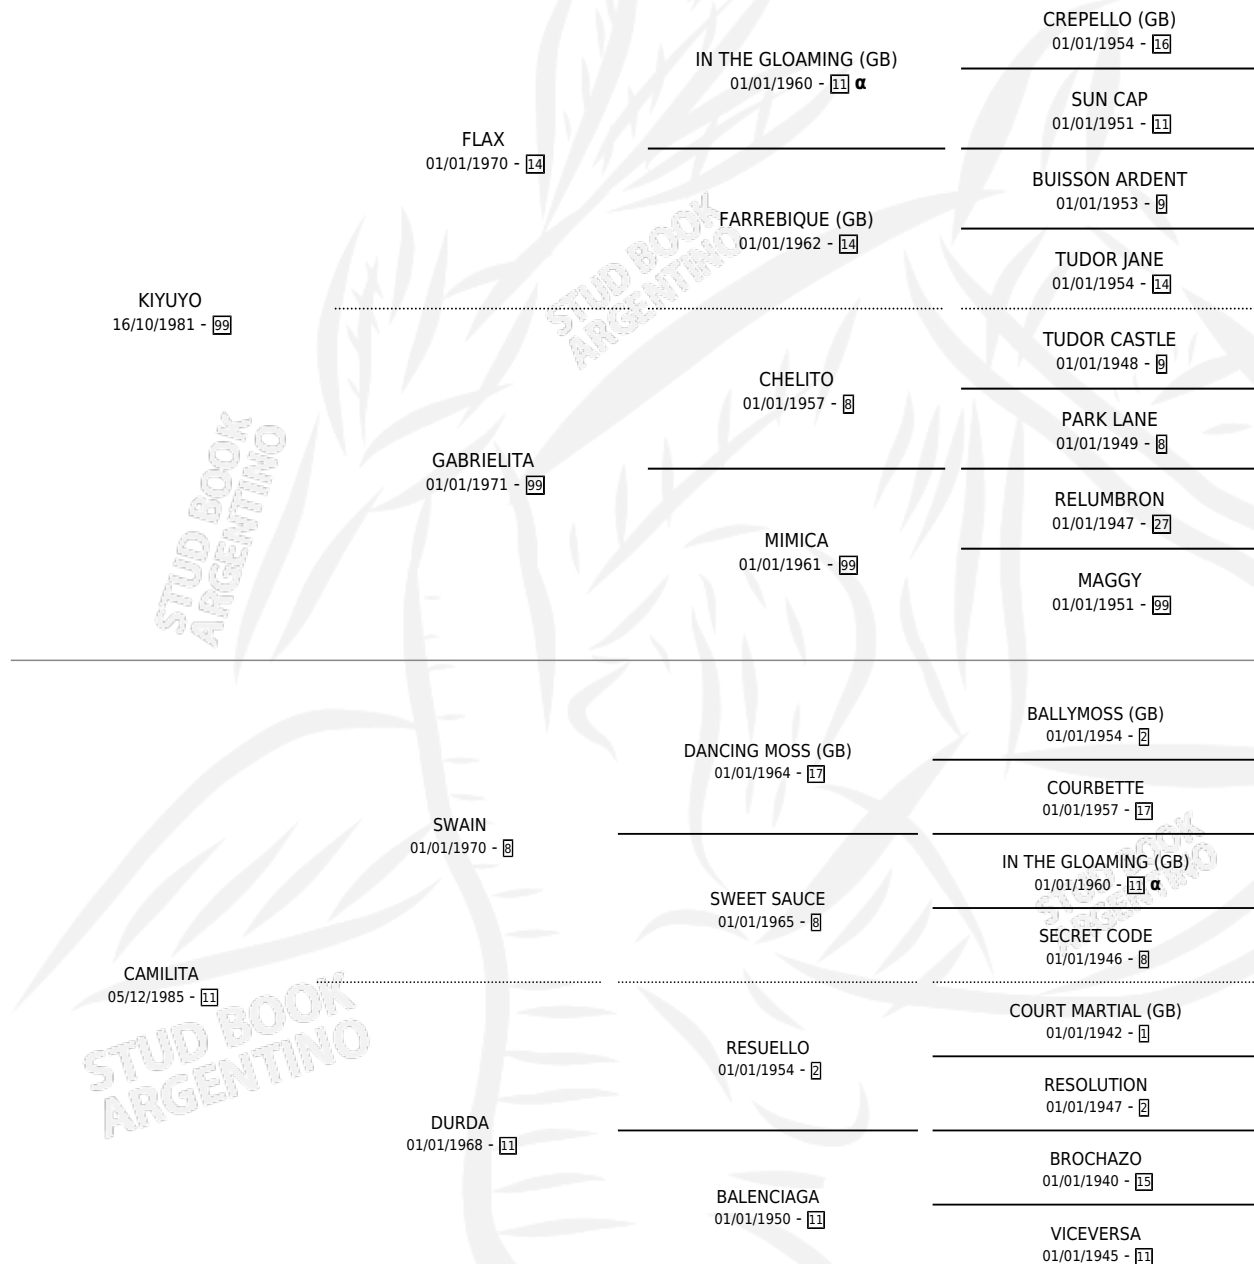 CREPELLO (GB)
01/01/1954 - 16
IN THE GLOAMING (GB)
01/01/1960 - 11 α
SUN CAP
01/01/1951 - 11
FLAX
01/01/1970 - 14
BUISSON ARDENT
01/01/1953 - 9
FARREBIQUE (GB)
01/01/1962 - 14
STUD BOOK
ARGENTINO
TUDOR JANE
01/01/1954 - 14
KIYUYO
16/10/1981 - 99
TUDOR CASTLE
01/01/1948 - 9
CHELITO
01/01/1957 - 8
PARK LANE
01/01/1949 - 8
GABRIELITA
01/01/1971 - 99
RELUMBRON
01/01/1947 - 27
STUD BOOK
ARGENTINO
MIMICA
01/01/1961 - 99
MAGGY
01/01/1951 - 99
BALLYMOSS (GB)
01/01/1954 - 2
DANCING MOSS (GB)
01/01/1964 - 17
COURBETTE
01/01/1957 - 17
SWAIN
01/01/1970 - 8
STUD BOOK
ARGENTINO
IN THE GLOAMING (GB)
01/01/1960 - 11 α
SWEET SAUCE
01/01/1965 - 8
SECRET CODE
01/01/1946 - 8
CAMILITA
05/12/1985 - 11
STUD BOOK
ARGENTINO
COURT MARTIAL (GB)
01/01/1942 - 1
RESUELLO
01/01/1954 - 2
RESOLUTION
01/01/1947 - 2
DURDA
01/01/1968 - 11
BROCHAZO
01/01/1940 - 15
BALENCIAGA
01/01/1950 - 11
VICEVERSA
01/01/1945 - 11